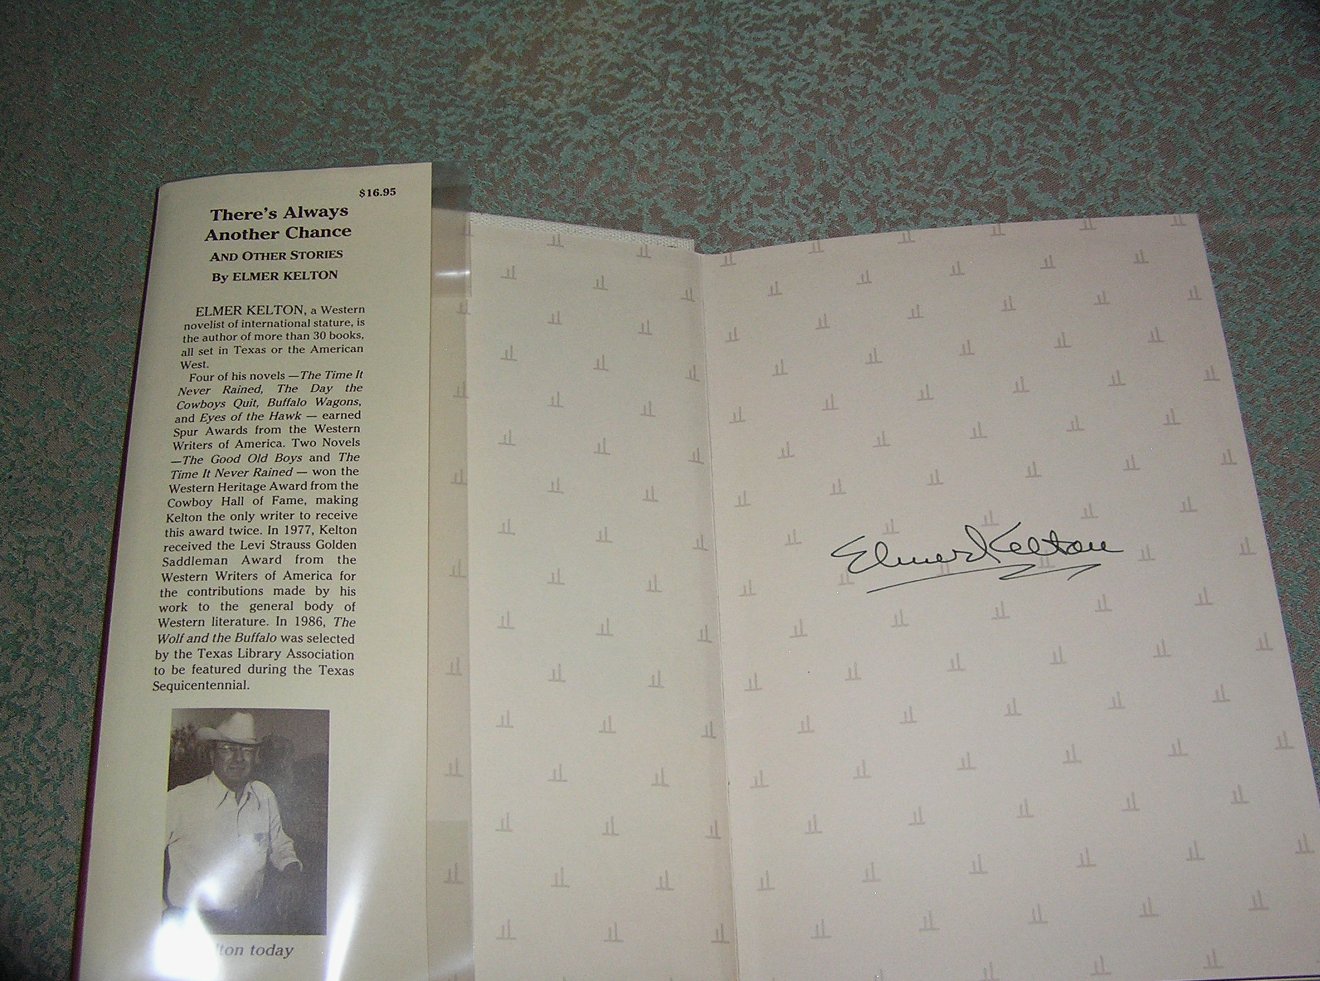 $16.95
There's Always
Another Chance
AND OTHER STORIES
By ELMER KELTON
ELMER KELTON, a Western
novelist of international stature, is
the author of more than 30 books,
all set in Texas or the American
West.
Four of his novels —The Time It
Never Rained, The Day the
Cowboys Quit, Buffalo Wagons,
and Eyes of the Hawk — earned
Spur Awards from the Western
Writers of America. Two Novels
—The Good Old Boys and The
Time It Never Rained — won the
Western Heritage Award from the
Cowboy Hall of Fame, making
Kelton the only writer to receive
this award twice. In 1977, Kelton
received the Levi Strauss Golden
Saddleman Award from the
Western Writers of America for
the contributions made by his
work to the general body of
Western literature. In 1986, The
Wolf and the Buffalo was selected
by the Texas Library Association
to be featured during the Texas
Sequicentennial.
today
Elmer Kelton